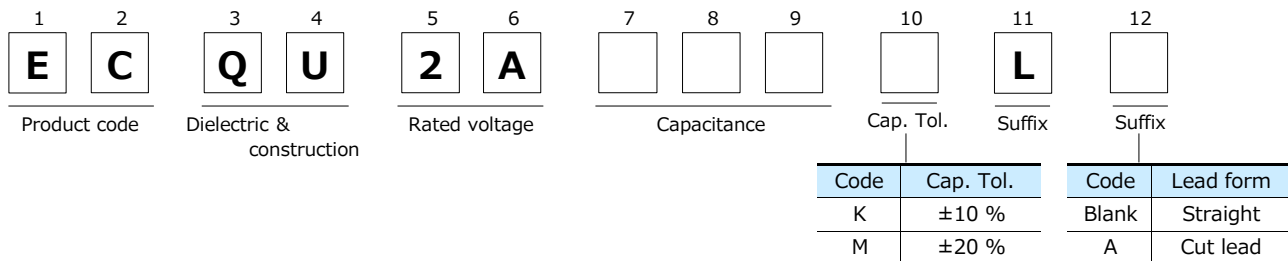 1 2 3 4 5 6 7 8 9 10 11 12
E C Q U 2 A L
Product code Dielectric & Rated voltage Capacitance Cap. Tol. Suffix Suffix
construction
Code Cap. Tol. Code Lead form
K ±10 % Blank Straight
M ±20 % A Cut lead